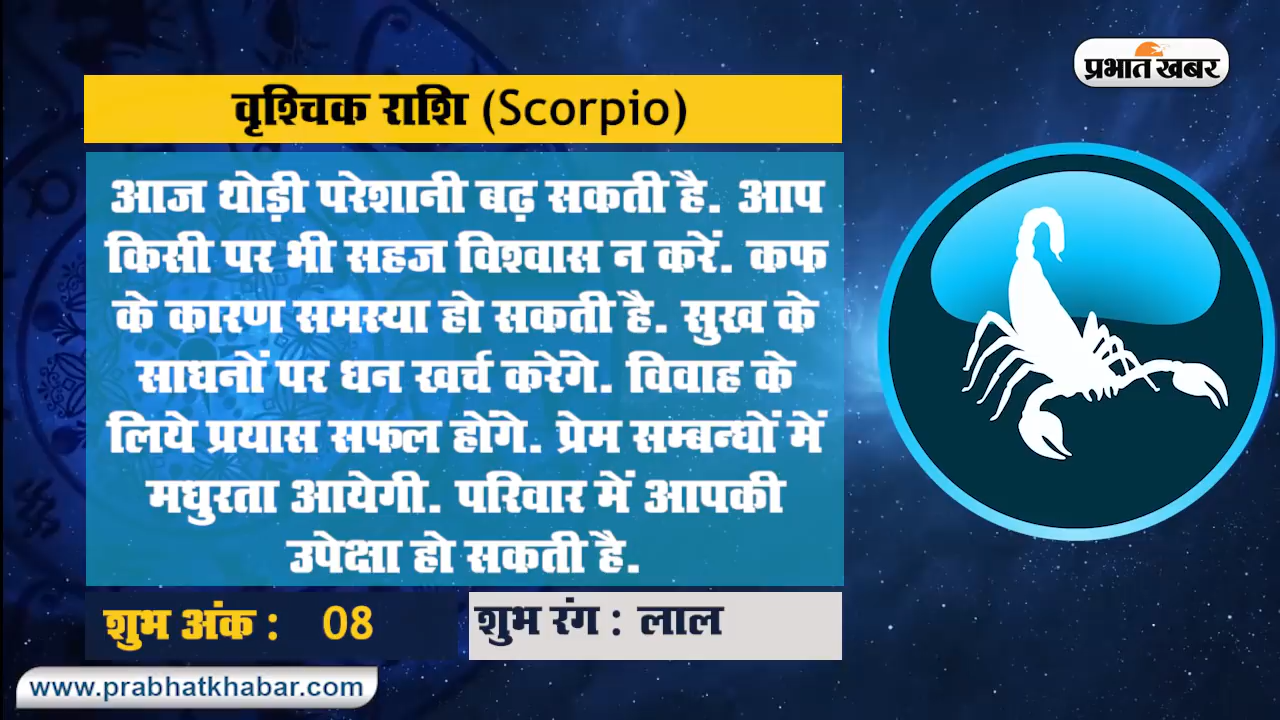 प्रभात खबर
वृश्चिक राशि (Scorpio)
आज थोड़ी परेशानी बढ़ सकती है. आप
किसी पर भी सहज विश्वास न करें. कफ
के कारण समस्या हो सकती है. सुख के
साधनों पर धन खर्च करेंगे. विवाह के
लिये प्रयास सफल होंगे. प्रेम सम्बन्धों में
मधुरता आयेगी. परिवार में आपकी
उपेक्षा हो सकती है.
शुभ अंक : 08
शुभ रंग : लाल
www.prabhatkhabar.com